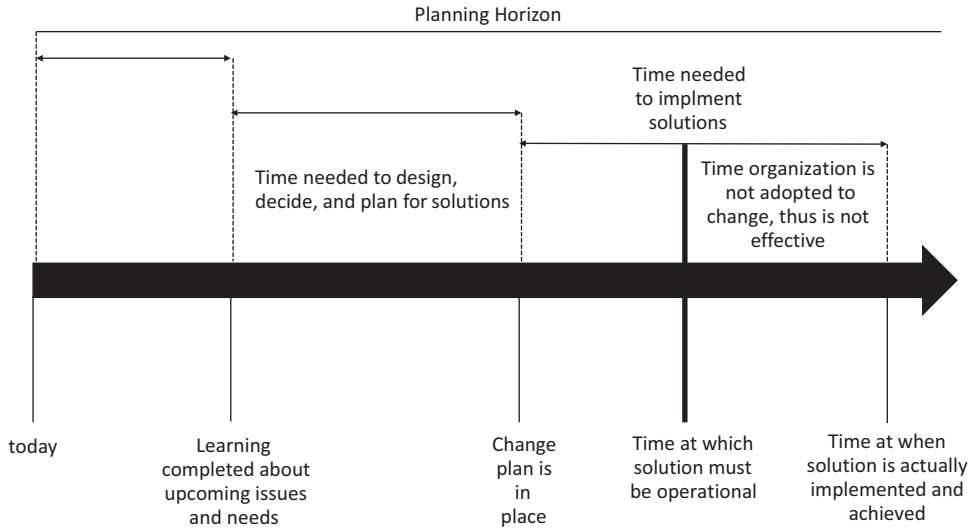 Planning Horizon
Time needed
to implment
solutions
Time needed to design,
decide, and plan for solutions
Time organization is
not adopted to
change, thus is not
effective
today
Learning
completed about
upcoming issues
and needs
Change
plan is
in
place
Time at which
solution must
be operational
Time at when
solution is actually
implemented and
achieved